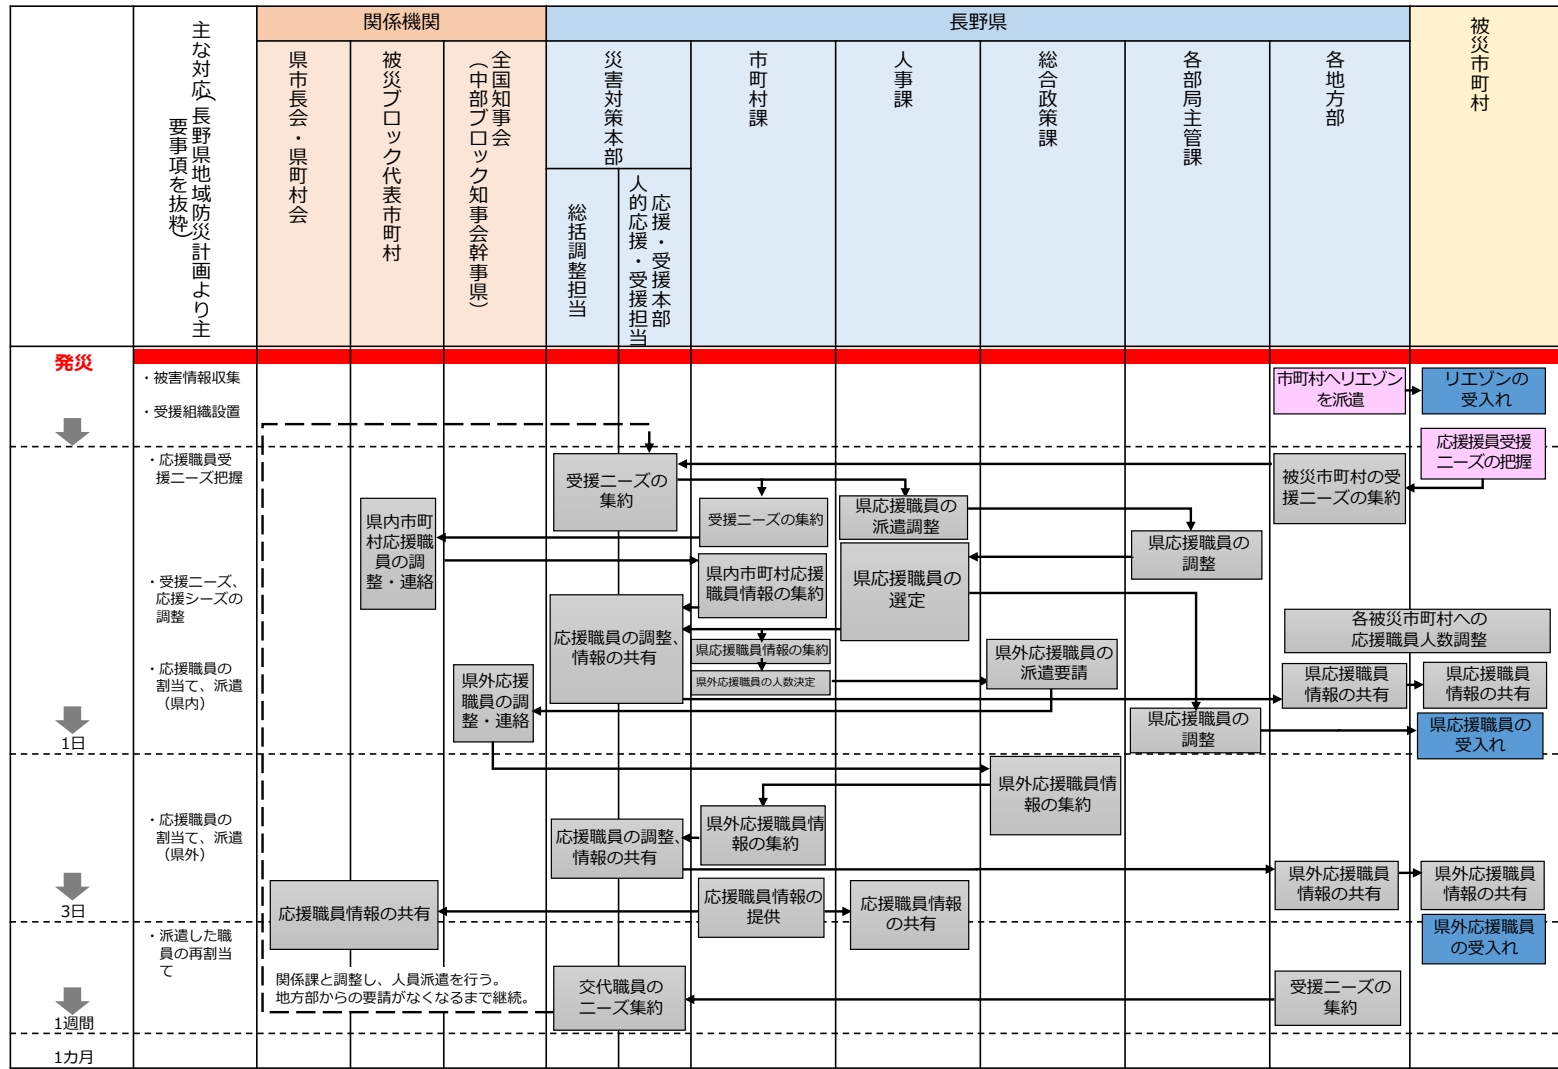 関係機関
長野県
被災市町村
主な対応（長野県地域防災計画より主
要事項を抜粋）
県市長会・県町村会
被災ブロック代表市町村
全国知事会
（中部ブロック知事会幹事県）
災害対策本部
総括調整担当
応援・受援本部
人的応援・受援担当
市町村課
人事課
総合政策課
各部局主管課
各地方部
発災
・被害情報収集
・受援組織設置
市町村へリエゾン
を派遣
リエゾンの
受入れ
・応援職員受
援ニーズ把握
受援ニーズの
集約
被災市町村の受
援ニーズの集約
応援援員受援
ニーズの把握
県内市町
村応援職
員の調
整・連絡
受援ニーズの集約
県応援職員の
派遣調整
県応援職員の
調整
・受援ニーズ、
応援シーズの
調整
県内市町村応援
職員情報の集約
県応援職員の
選定
応援職員の調整、
情報の共有
各被災市町村への
応援職員人数調整
県応援職員情報の集約
県外応援職員の人数決定
県外応援職員の
派遣要請
・応援職員の
割当て、派遣
（県内）
県外応援
職員の調
整・連絡
県応援職員
情報の共有
県応援職員
情報の共有
県応援職員の
調整
県応援職員の
受入れ
1日
県外応援職員情
報の集約
・応援職員の
割当て、派遣
（県外）
応援職員の調整、
情報の共有
県外応援職員情
報の集約
県外応援職員
情報の共有
県外応援職員
情報の共有
3日
応援職員情報の共有
応援職員情報の
提供
応援職員情報
の共有
・派遣した職
員の再割当
て
県外応援職員
の受入れ
関係課と調整し、人員派遣を行う。
地方部からの要請がなくなるまで継続。
交代職員の
ニーズ集約
受援ニーズの
集約
1週間
1カ月